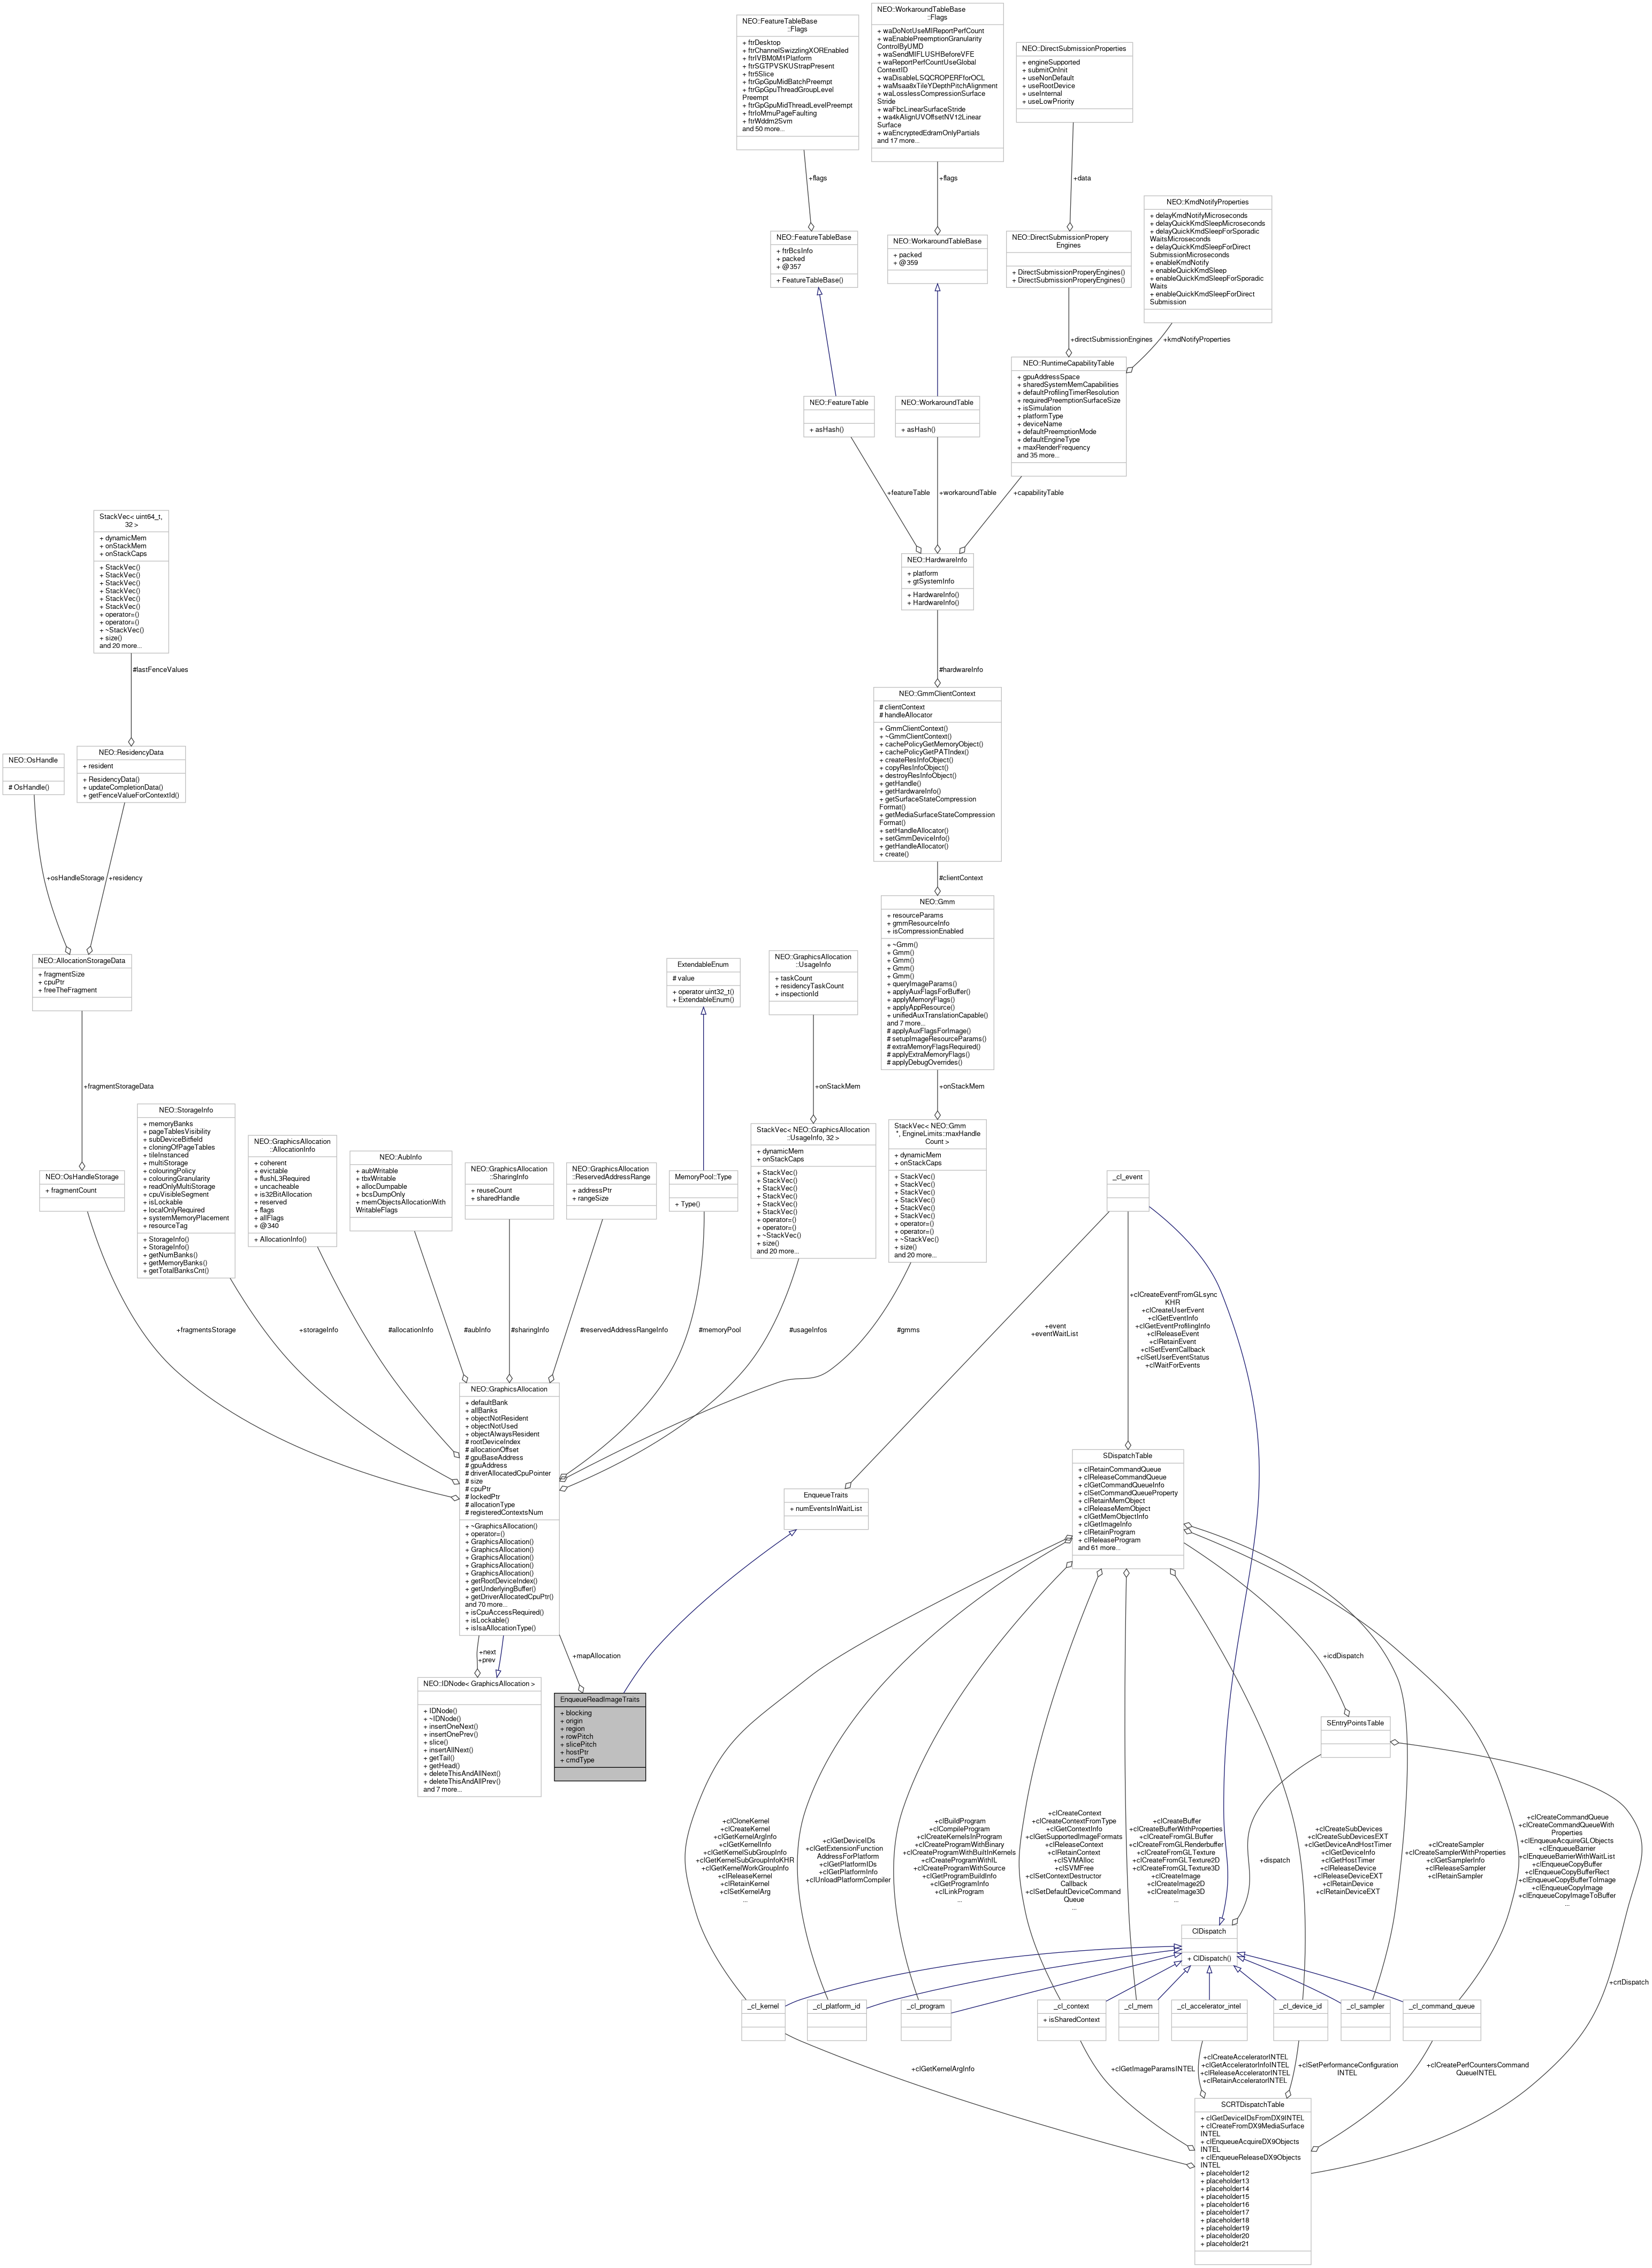 NEO::FeatureTableBase
::Flags
+ ftrDesktop
+ ftrChannelSwizzlingXOREnabled
+ ftrIVBM0M1Platform
+ ftrSGTPVSKUStrapPresent
+ ftr5Slice
+ ftrGpGpuMidBatchPreempt
+ ftrGpGpuThreadGroupLevel
Preempt
+ ftrGpGpuMidThreadLevelPreempt
+ ftrIoMmuPageFaulting
+ ftrWddm2Svm
and 50 more...
NEO::WorkaroundTableBase
::Flags
+ waDoNotUseMIReportPerfCount
+ waEnablePreemptionGranularity
ControlByUMD
+ waSendMIFLUSHBeforeVFE
+ waReportPerfCountUseGlobal
ContextID
+ waDisableLSQCROPERFforOCL
+ waMsaa8xTileYDepthPitchAlignment
+ waLosslessCompressionSurface
Stride
+ waFbcLinearSurfaceStride
+ wa4kAlignUVOffsetNV12Linear
Surface
+ waEncryptedEdramOnlyPartials
and 17 more...
NEO::DirectSubmissionProperties
+ engineSupported
+ submitOnInit
+ useNonDefault
+ useRootDevice
+ useInternal
+ useLowPriority
+flags
+flags
+data
NEO::KmdNotifyProperties
+ delayKmdNotifyMicroseconds
+ delayQuickKmdSleepMicroseconds
+ delayQuickKmdSleepForSporadic
WaitsMicroseconds
+ delayQuickKmdSleepForDirect
SubmissionMicroseconds
+ enableKmdNotify
+ enableQuickKmdSleep
+ enableQuickKmdSleepForSporadic
Waits
+ enableQuickKmdSleepForDirect
Submission
NEO::FeatureTableBase
+ ftrBcsInfo
+ packed
+ @357
+ FeatureTableBase()
NEO::WorkaroundTableBase
+ packed
+ @359
NEO::DirectSubmissionPropery
Engines
+ DirectSubmissionProperyEngines()
+ DirectSubmissionProperyEngines()
+directSubmissionEngines
+kmdNotifyProperties
NEO::RuntimeCapabilityTable
+ gpuAddressSpace
+ sharedSystemMemCapabilities
+ defaultProfilingTimerResolution
+ requiredPreemptionSurfaceSize
+ isSimulation
+ platformType
+ deviceName
+ defaultPreemptionMode
+ defaultEngineType
+ maxRenderFrequency
and 35 more...
NEO::FeatureTable
+ asHash()
NEO::WorkaroundTable
+ asHash()
+featureTable
+workaroundTable
+capabilityTable
StackVec< uint64_t,
32 >
+ dynamicMem
+ onStackMem
+ onStackCaps
+ StackVec()
+ StackVec()
+ StackVec()
+ StackVec()
+ StackVec()
+ StackVec()
+ operator=()
+ operator=()
+ ~StackVec()
+ size()
and 20 more...
NEO::HardwareInfo
+ platform
+ gtSystemInfo
+ HardwareInfo()
+ HardwareInfo()
#lastFenceValues
#hardwareInfo
NEO::GmmClientContext
# clientContext
# handleAllocator
+ GmmClientContext()
+ ~GmmClientContext()
+ cachePolicyGetMemoryObject()
+ cachePolicyGetPATIndex()
+ createResInfoObject()
+ copyResInfoObject()
+ destroyResInfoObject()
+ getHandle()
+ getHardwareInfo()
+ getSurfaceStateCompression
Format()
+ getMediaSurfaceStateCompression
Format()
+ setHandleAllocator()
+ setGmmDeviceInfo()
+ getHandleAllocator()
+ create()
NEO::OsHandle
# OsHandle()
NEO::ResidencyData
+ resident
+ ResidencyData()
+ updateCompletionData()
+ getFenceValueForContextId()
+osHandleStorage
+residency
#clientContext
NEO::Gmm
+ resourceParams
+ gmmResourceInfo
+ isCompressionEnabled
+ ~Gmm()
+ Gmm()
+ Gmm()
+ Gmm()
+ Gmm()
+ queryImageParams()
+ applyAuxFlagsForBuffer()
+ applyMemoryFlags()
+ applyAppResource()
+ unifiedAuxTranslationCapable()
and 7 more...
# applyAuxFlagsForImage()
# setupImageResourceParams()
# extraMemoryFlagsRequired()
# applyExtraMemoryFlags()
# applyDebugOverrides()
NEO::AllocationStorageData
+ fragmentSize
+ cpuPtr
+ freeTheFragment
ExtendableEnum
# value
+ operator uint32_t()
+ ExtendableEnum()
NEO::GraphicsAllocation
::UsageInfo
+ taskCount
+ residencyTaskCount
+ inspectionId
+fragmentStorageData
+onStackMem
+onStackMem
NEO::OsHandleStorage
+ fragmentCount
NEO::StorageInfo
+ memoryBanks
+ pageTablesVisibility
+ subDeviceBitfield
+ cloningOfPageTables
+ tileInstanced
+ multiStorage
+ colouringPolicy
+ colouringGranularity
+ readOnlyMultiStorage
+ cpuVisibleSegment
+ isLockable
+ localOnlyRequired
+ systemMemoryPlacement
+ resourceTag
+ StorageInfo()
+ StorageInfo()
+ getNumBanks()
+ getMemoryBanks()
+ getTotalBanksCnt()
NEO::GraphicsAllocation
::AllocationInfo
+ coherent
+ evictable
+ flushL3Required
+ uncacheable
+ is32BitAllocation
+ reserved
+ flags
+ allFlags
+ @340
+ AllocationInfo()
NEO::AubInfo
+ aubWritable
+ tbxWritable
+ allocDumpable
+ bcsDumpOnly
+ memObjectsAllocationWith
WritableFlags
NEO::GraphicsAllocation
::SharingInfo
+ reuseCount
+ sharedHandle
NEO::GraphicsAllocation
::ReservedAddressRange
+ addressPtr
+ rangeSize
MemoryPool::Type
+ Type()
StackVec< NEO::GraphicsAllocation
::UsageInfo, 32 >
+ dynamicMem
+ onStackCaps
+ StackVec()
+ StackVec()
+ StackVec()
+ StackVec()
+ StackVec()
+ StackVec()
+ operator=()
+ operator=()
+ ~StackVec()
+ size()
and 20 more...
StackVec< NEO::Gmm
*, EngineLimits::maxHandle
Count >
+ dynamicMem
+ onStackCaps
+ StackVec()
+ StackVec()
+ StackVec()
+ StackVec()
+ StackVec()
+ StackVec()
+ operator=()
+ operator=()
+ ~StackVec()
+ size()
and 20 more...
_cl_event
+fragmentsStorage
+storageInfo
#allocationInfo
#aubInfo
#sharingInfo
#reservedAddressRangeInfo
#memoryPool
#usageInfos
#gmms
+event
+eventWaitList
+clCreateEventFromGLsync
KHR
+clCreateUserEvent
+clGetEventInfo
+clGetEventProfilingInfo
+clReleaseEvent
+clRetainEvent
+clSetEventCallback
+clSetUserEventStatus
+clWaitForEvents
NEO::GraphicsAllocation
+ defaultBank
+ allBanks
+ objectNotResident
+ objectNotUsed
+ objectAlwaysResident
# rootDeviceIndex
# allocationOffset
# gpuBaseAddress
# gpuAddress
# driverAllocatedCpuPointer
# size
# cpuPtr
# lockedPtr
# allocationType
# registeredContextsNum
+ ~GraphicsAllocation()
+ operator=()
+ GraphicsAllocation()
+ GraphicsAllocation()
+ GraphicsAllocation()
+ GraphicsAllocation()
+ GraphicsAllocation()
+ getRootDeviceIndex()
+ getUnderlyingBuffer()
+ getDriverAllocatedCpuPtr()
and 70 more...
+ isCpuAccessRequired()
+ isLockable()
+ isIsaAllocationType()
EnqueueTraits
+ numEventsInWaitList
SDispatchTable
+ clRetainCommandQueue
+ clReleaseCommandQueue
+ clGetCommandQueueInfo
+ clSetCommandQueueProperty
+ clRetainMemObject
+ clReleaseMemObject
+ clGetMemObjectInfo
+ clGetImageInfo
+ clRetainProgram
+ clReleaseProgram
and 61 more...
+next
+prev
+mapAllocation
+icdDispatch
NEO::IDNode< GraphicsAllocation >
+ IDNode()
+ ~IDNode()
+ insertOneNext()
+ insertOnePrev()
+ slice()
+ insertAllNext()
+ getTail()
+ getHead()
+ deleteThisAndAllNext()
+ deleteThisAndAllPrev()
and 7 more...
EnqueueReadImageTraits
+ blocking
+ origin
+ region
+ rowPitch
+ slicePitch
+ hostPtr
+ cmdType
SEntryPointsTable
+clCloneKernel
+clCreateKernel
+clGetKernelArgInfo
+clGetKernelInfo
+clGetKernelSubGroupInfo
+clGetKernelSubGroupInfoKHR
+clGetKernelWorkGroupInfo
+clReleaseKernel
+clRetainKernel
+clSetKernelArg
...
+clGetDeviceIDs
+clGetExtensionFunction
AddressForPlatform
+clGetPlatformIDs
+clGetPlatformInfo
+clUnloadPlatformCompiler
+clBuildProgram
+clCompileProgram
+clCreateKernelsInProgram
+clCreateProgramWithBinary
+clCreateProgramWithBuiltInKernels
+clCreateProgramWithIL
+clCreateProgramWithSource
+clGetProgramBuildInfo
+clGetProgramInfo
+clLinkProgram
...
+clCreateContext
+clCreateContextFromType
+clGetContextInfo
+clGetSupportedImageFormats
+clReleaseContext
+clRetainContext
+clSVMAlloc
+clSVMFree
+clSetContextDestructor
Callback
+clSetDefaultDeviceCommand
Queue
...
+clCreateBuffer
+clCreateBufferWithProperties
+clCreateFromGLBuffer
+clCreateFromGLRenderbuffer
+clCreateFromGLTexture
+clCreateFromGLTexture2D
+clCreateFromGLTexture3D
+clCreateImage
+clCreateImage2D
+clCreateImage3D
...
+dispatch
+clCreateSubDevices
+clCreateSubDevicesEXT
+clGetDeviceAndHostTimer
+clGetDeviceInfo
+clGetHostTimer
+clReleaseDevice
+clReleaseDeviceEXT
+clRetainDevice
+clRetainDeviceEXT
+clCreateSampler
+clCreateSamplerWithProperties
+clGetSamplerInfo
+clReleaseSampler
+clRetainSampler
+clCreateCommandQueue
+clCreateCommandQueueWith
Properties
+clEnqueueAcquireGLObjects
+clEnqueueBarrier
+clEnqueueBarrierWithWaitList
+clEnqueueCopyBuffer
+clEnqueueCopyBufferRect
+clEnqueueCopyBufferToImage
+clEnqueueCopyImage
+clEnqueueCopyImageToBuffer
...
ClDispatch
+ ClDispatch()
+crtDispatch
_cl_kernel
_cl_platform_id
_cl_program
_cl_context
+ isSharedContext
_cl_mem
_cl_accelerator_intel
_cl_device_id
_cl_sampler
_cl_command_queue
+clGetKernelArgInfo
+clGetImageParamsINTEL
+clCreateAcceleratorINTEL
+clGetAcceleratorInfoINTEL
+clReleaseAcceleratorINTEL
+clRetainAcceleratorINTEL
+clSetPerformanceConfiguration
INTEL
+clCreatePerfCountersCommand
QueueINTEL
SCRTDispatchTable
+ clGetDeviceIDsFromDX9INTEL
+ clCreateFromDX9MediaSurface
INTEL
+ clEnqueueAcquireDX9Objects
INTEL
+ clEnqueueReleaseDX9Objects
INTEL
+ placeholder12
+ placeholder13
+ placeholder14
+ placeholder15
+ placeholder16
+ placeholder17
+ placeholder18
+ placeholder19
+ placeholder20
+ placeholder21